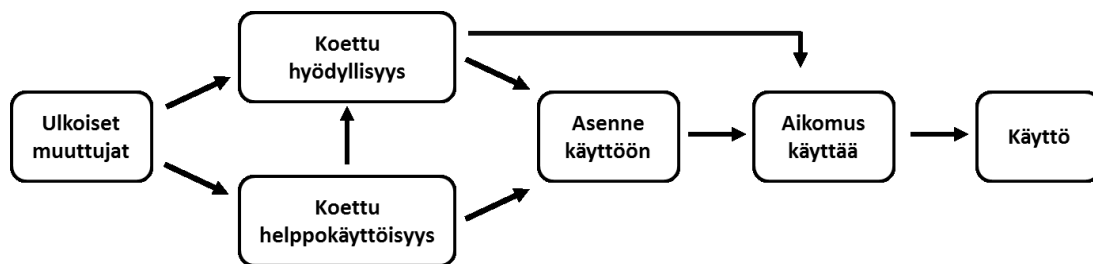 Koettu
hyödyllisyys
Ulkoiset
muuttujat
Asenne
käyttöön
Aikomus
käyttää
Käyttö
Koettu
helppokäyttöisyys